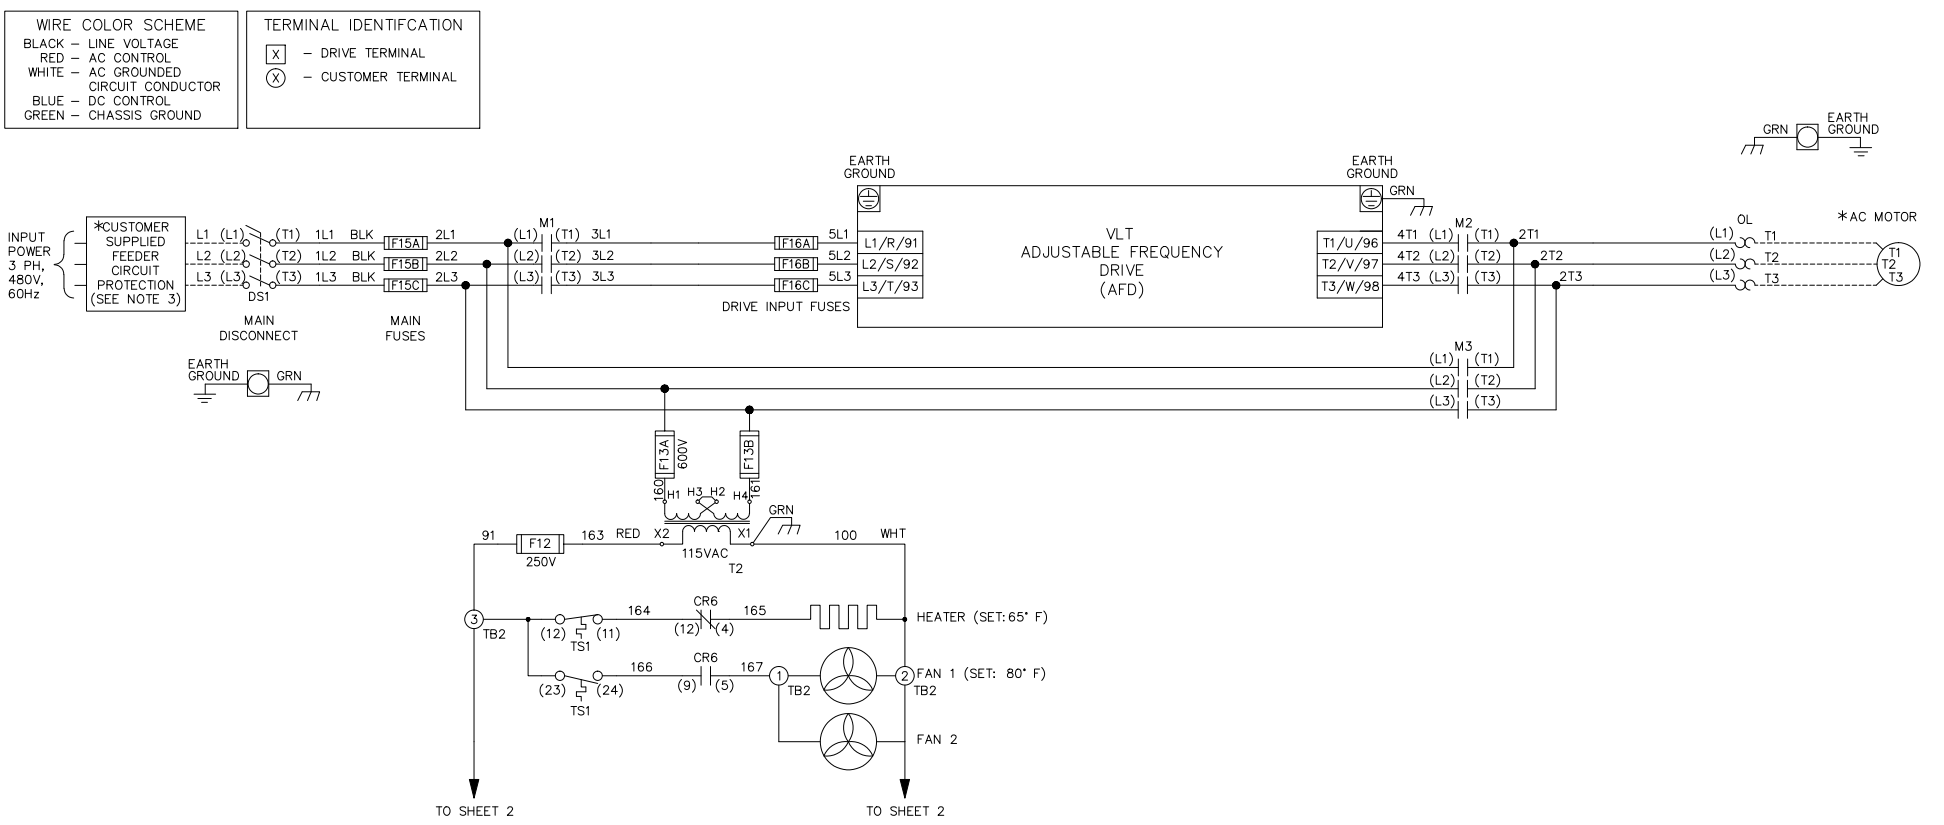 WIRE COLOR SCHEME
BLACK – LINE VOLTAGE
RED – AC CONTROL
WHITE – AC GROUNDED
CIRCUIT CONDUCTOR
BLUE – DC CONTROL
GREEN – CHASSIS GROUND
TERMINAL IDENTIFCATION
X – DRIVE TERMINAL
X – CUSTOMER TERMINAL
INPUT
POWER
3 PH,
480V,
60Hz
*CUSTOMER
SUPPLIED
FEEDER
CIRCUIT
PROTECTION
(SEE NOTE 3)
L1 (L1) (T1) 1L1 BLK F15A 2L1 (L1) M1 (T1) 3L1 F16A 5L1 L1/R/91
L2 (L2) (T2) 1L2 BLK F15B 2L2 (L2) (T2) 3L2 F16B 5L2 L2/S/92
L3 (L3) (T3) 1L3 BLK F15C 2L3 (L3) (T3) 3L3 F16C 5L3 L3/T/93
DS1
MAIN
DISCONNECT
MAIN
FUSES
DRIVE INPUT FUSES
EARTH
GROUND
GRN
EARTH
GROUND
VLT
ADJUSTABLE FREQUENCY
DRIVE
(AFD)
EARTH
GROUND
GRN
T1/U/96 4T1 (L1) M2 (T1) 2T1 (L1) OL T1
T2/V/97 4T2 (L2) (T2) 2T2 (L2) T2
T3/W/98 4T3 (L3) (T3) 2T3 (L3) T3
GRN
EARTH
GROUND
*AC MOTOR
T1
T2
T3
M3
(L1) (T1)
(L2) (T2)
(L3) (T3)
F13A
600V
F13B
160
161
H1 H3 H2 H4
GRN
91 F12 163 RED X2 X1 100 WHT
250V
115VAC
T2
3
TB2
(12) (11)
TS1
164
CR6
(12) (4)
165
HEATER (SET:65° F)
(23) (24)
TS1
166
CR6
(9) (5)
167
1
TB2
2
TB2
FAN 1 (SET: 80° F)
FAN 2
TO SHEET 2
TO SHEET 2